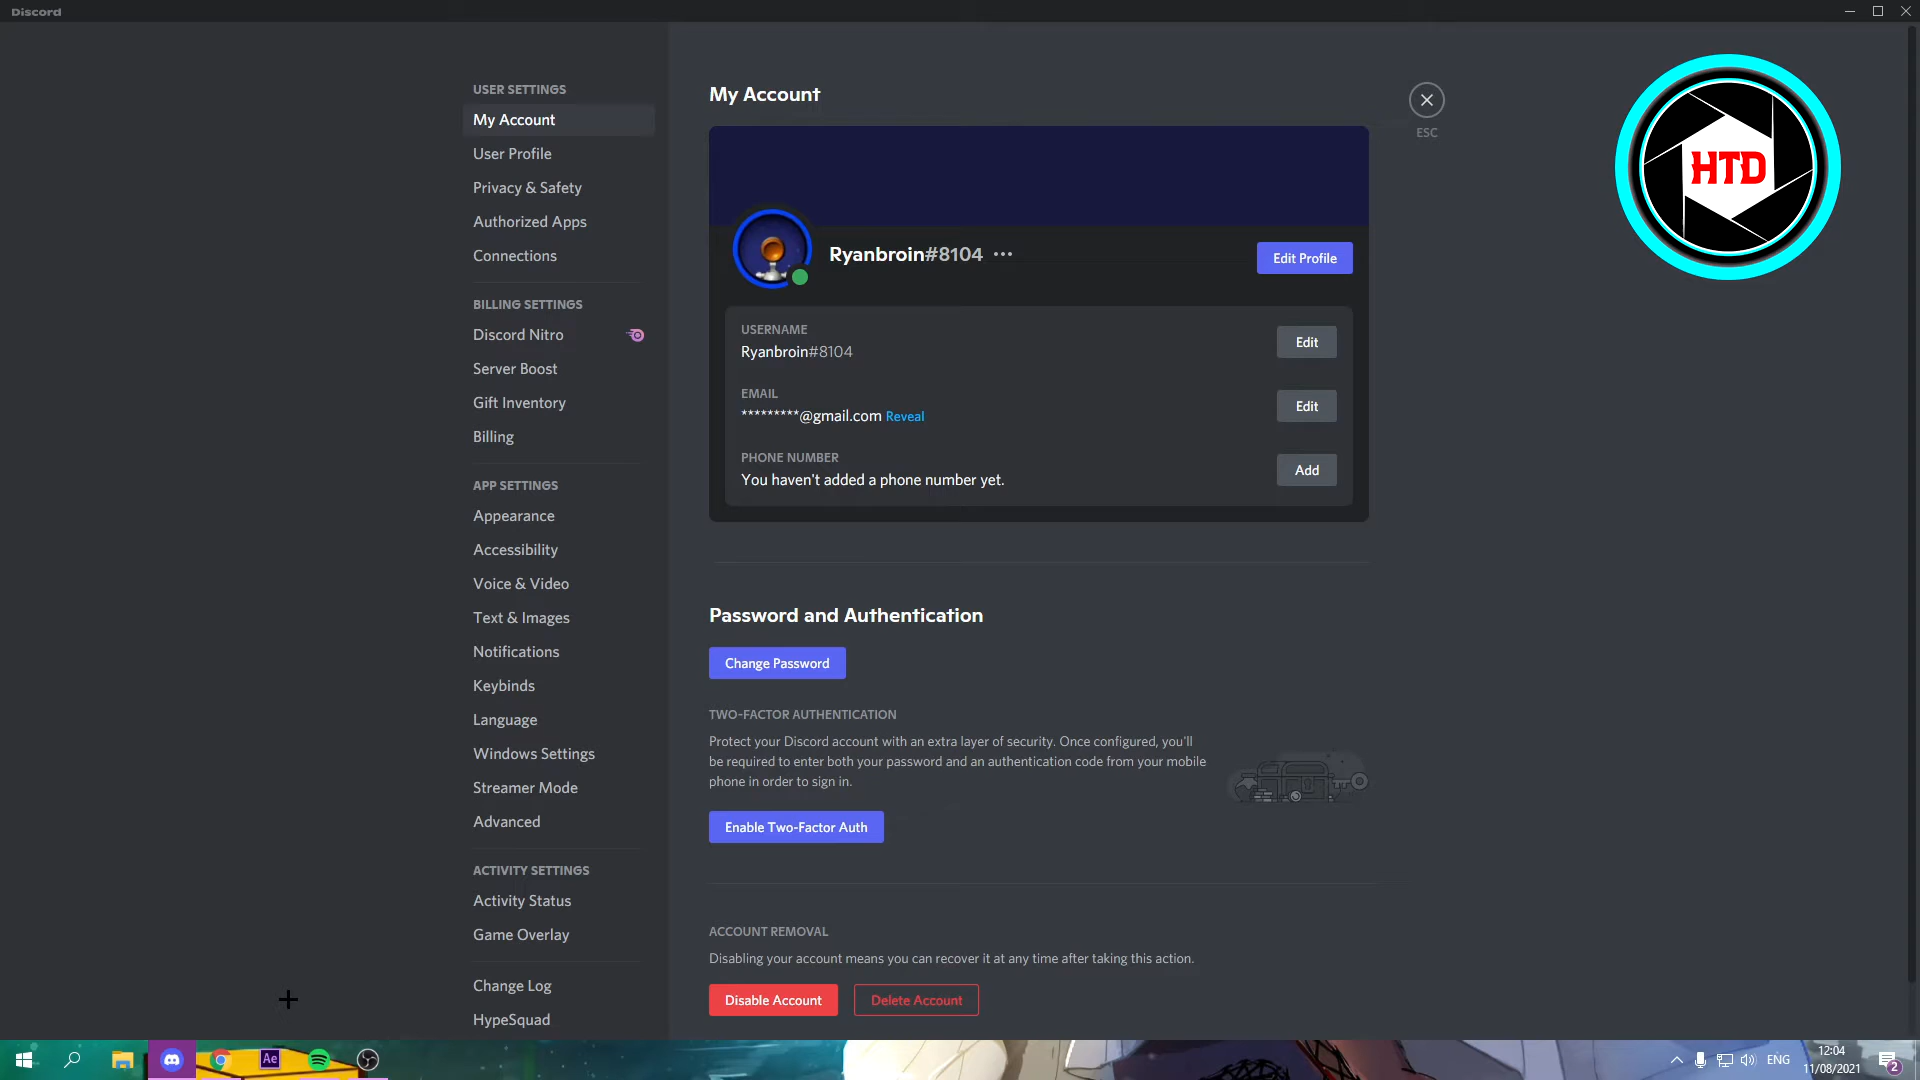 Discord
USER SETTINGS
My Account
User Profile
Privacy & Safety
Authorized Apps
Connections
BILLING SETTINGS
Discord Nitro
Server Boost
Gift Inventory
Billing
APP SETTINGS
Appearance
Accessibility
Voice & Video
Text & Images
Notifications
Keybinds
Language
Windows Settings
Streamer Mode
Advanced
ACTIVITY SETTINGS
Activity Status
Game Overlay
Change Log
HypeSquad
My Account
ESC
HTD
Ryanbroin#8104
Edit Profile
USERNAME
Ryanbroin#8104
Edit
EMAIL
*********@gmail.com Reveal
Edit
PHONE NUMBER
You haven't added a phone number yet.
Add
Password and Authentication
Change Password
TWO-FACTOR AUTHENTICATION
Protect your Discord account with an extra layer of security. Once configured, you'll
be required to enter both your password and an authentication code from your mobile
phone in order to sign in.
Enable Two-Factor Auth
ACCOUNT REMOVAL
Disabling your account means you can recover it at any time after taking this action.
Disable Account
Delete Account
Ae
ENG
12:04
11/08/2021
2